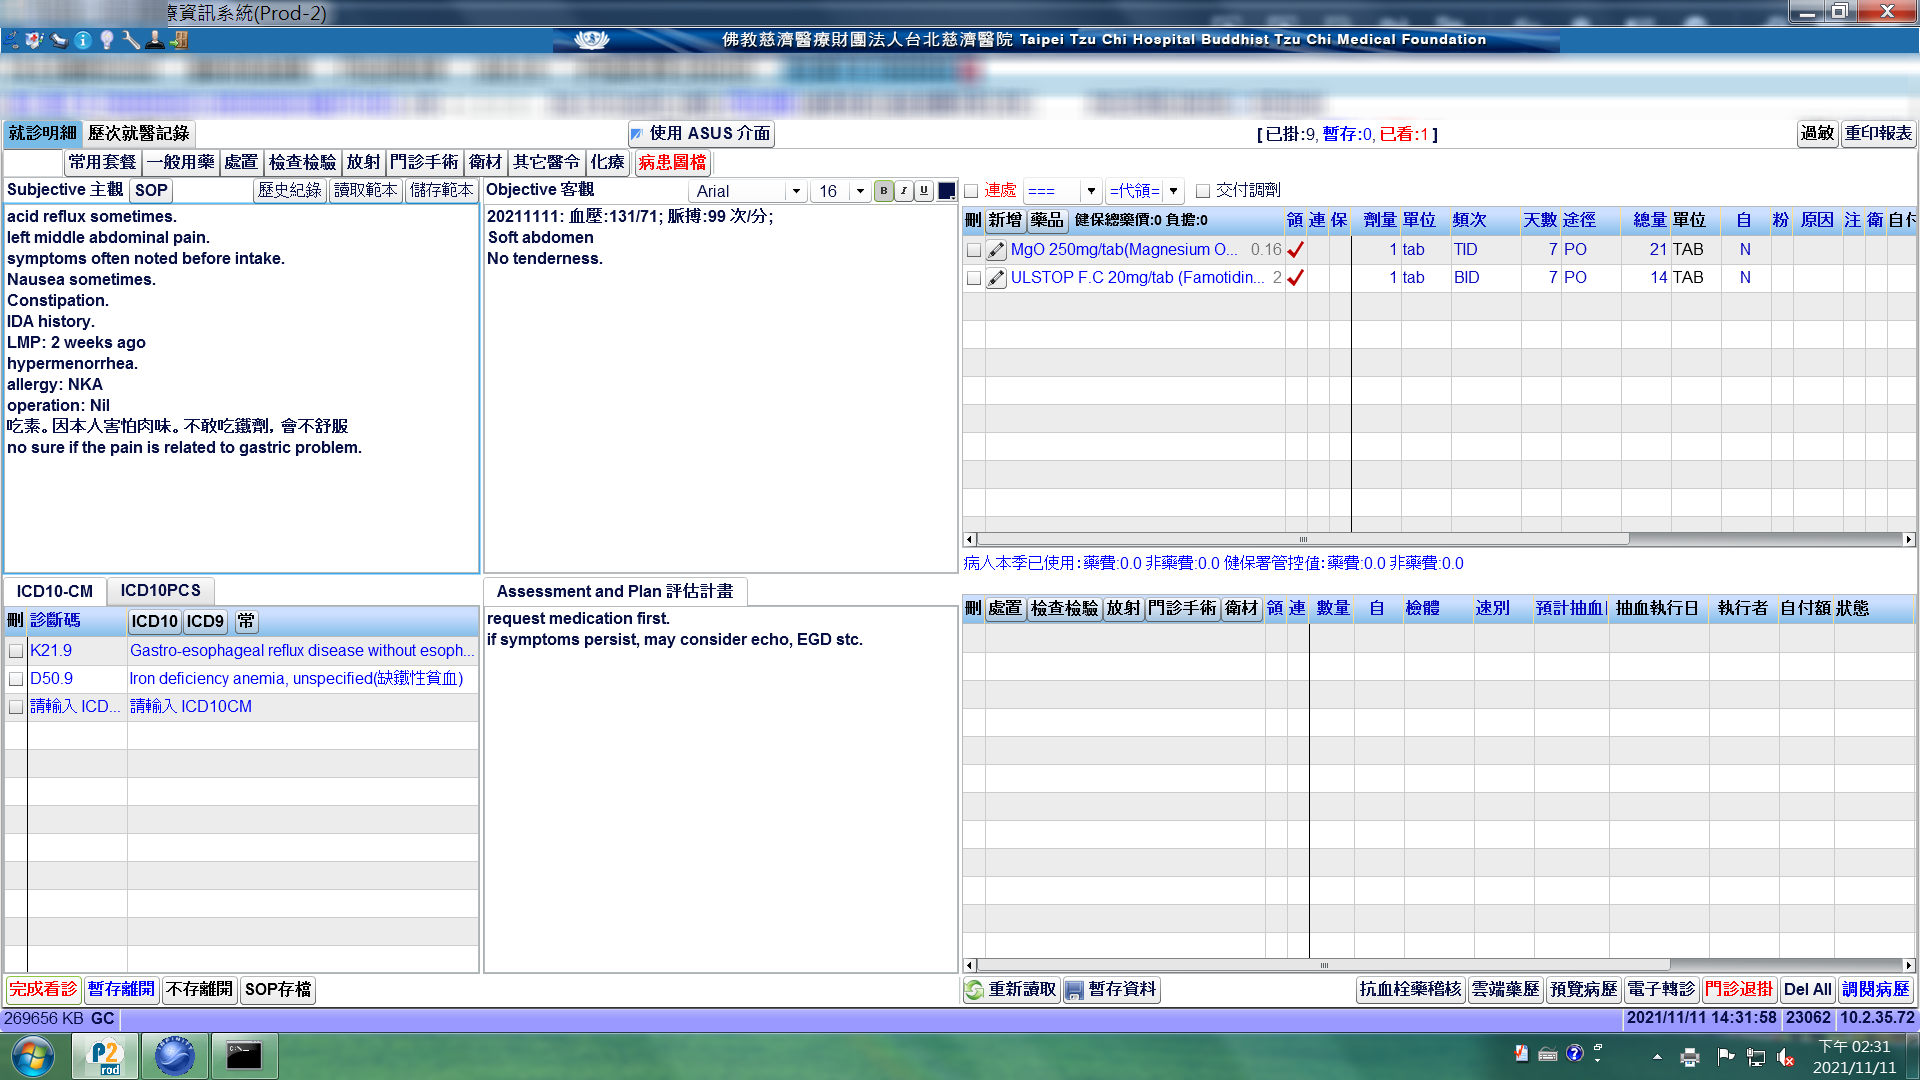 療資訊系統(Prod-2)
佛教慈濟醫療財團法人台北慈濟醫院 Taipei Tzu Chi Hospital Buddhist Tzu Chi Medical Foundation
就診明細 歷次就醫記錄 使用 ASUS 介面 [已掛:9, 暫存:0, 已看:1] 過敏 重印報表
常用套餐 一般用藥 處置 檢查檢驗 放射 門診手術 衛材 其它醫令 化療 病患圖檔
Subjective 主觀 SOP 歷史紀錄 讀取範本 儲存範本
acid reflux sometimes.
left middle abdominal pain.
symptoms often noted before intake.
Nausea sometimes.
Constipation.
IDA history.
LMP: 2 weeks ago
hypermenorrhea.
allergy: NKA
operation: Nil
吃素。因本人害怕肉味。不敢吃鐵劑, 會不舒服
no sure if the pain is related to gastric problem.
Objective 客觀 Arial 16 B I U
20211111: 血壓:131/71; 脈搏:99 次/分;
Soft abdomen
No tenderness.
連處 === =代領= 交付調劑
刪 新增 藥品 健保總藥價:0 負擔:0 領 連 保 劑量 單位 頻次 天數 途徑 總量 單位 自 粉 原因 注 衛 自付
MgO 250mg/tab(Magnesium O... 0.16 1 tab TID 7 PO 21 TAB N
ULSTOP F.C 20mg/tab (Famotidin... 2 1 tab BID 7 PO 14 TAB N
病人本季已使用:藥費:0.0 非藥費:0.0 健保署管控值:藥費:0.0 非藥費:0.0
ICD10-CM ICD10PCS
刪 診斷碼 ICD10 ICD9 常
K21.9 Gastro-esophageal reflux disease without esoph...
D50.9 Iron deficiency anemia, unspecified(缺鐵性貧血)
請輸入 ICD... 請輸入 ICD10CM
Assessment and Plan 評估計畫
request medication first.
if symptoms persist, may consider echo, EGD stc.
刪 處置 檢查檢驗 放射 門診手術 衛材 領 連 數量 自 檢體 速別 預計抽血 抽血執行日 執行者 自付額 狀態
完成看診 暫存離開 不存離開 SOP存檔 重新讀取 暫存資料 抗血栓藥稽核 雲端藥歷 預覽病歷 電子轉診 門診退掛 Del All 調閱病歷
269656 KB GC 2021/11/11 14:31:58 23062 10.2.35.72
P2 rod
下午 02:31
2021/11/11